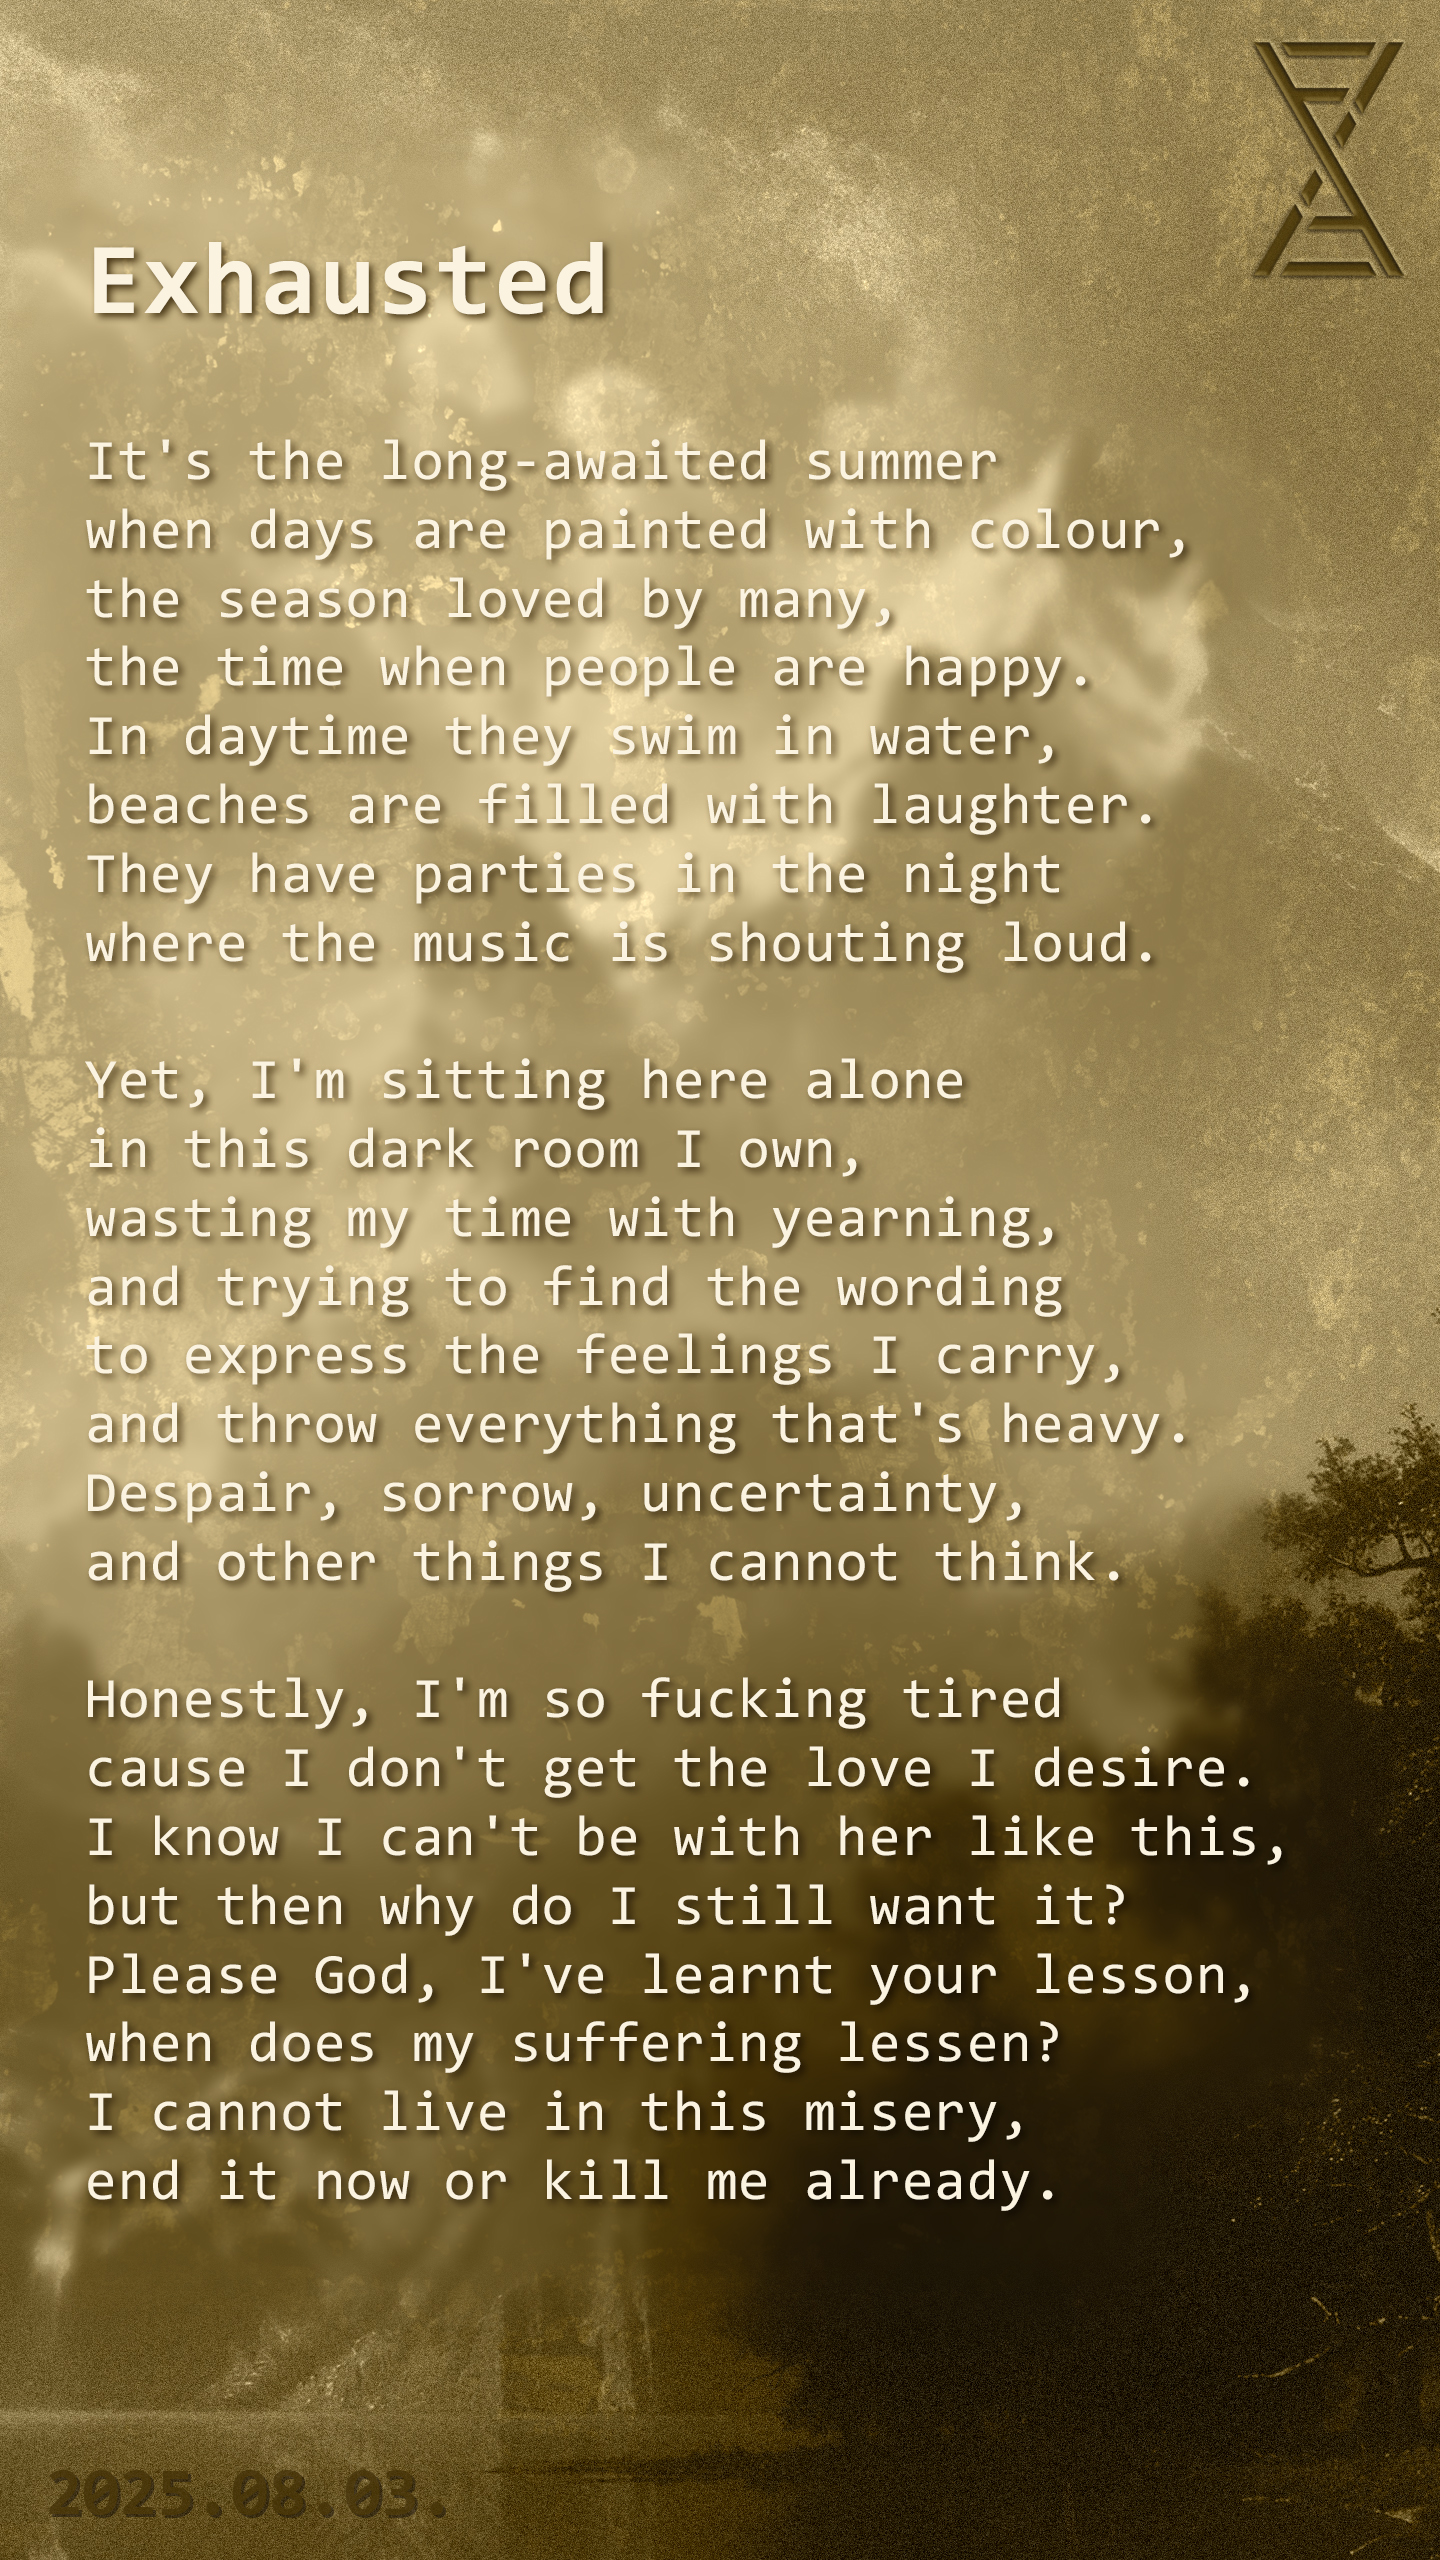 Exhausted
It's the long-awaited summer
when days are painted with colour,
the season loved by many,
the time when people are happy.
In daytime they swim in water,
beaches are filled with laughter.
They have parties in the night
where the music is shouting loud.
Yet, I'm sitting here alone
in this dark room I own,
wasting my time with yearning,
and trying to find the wording
to express the feelings I carry,
and throw everything that's heavy.
Despair, sorrow, uncertainty,
and other things I cannot think.
Honestly, I'm so fucking tired
cause I don't get the love I desire.
I know I can't be with her like this,
but then why do I still want it?
Please God, I've learnt your lesson,
when does my suffering lessen?
I cannot live in this misery,
end it now or kill me already.
2025.08.03.